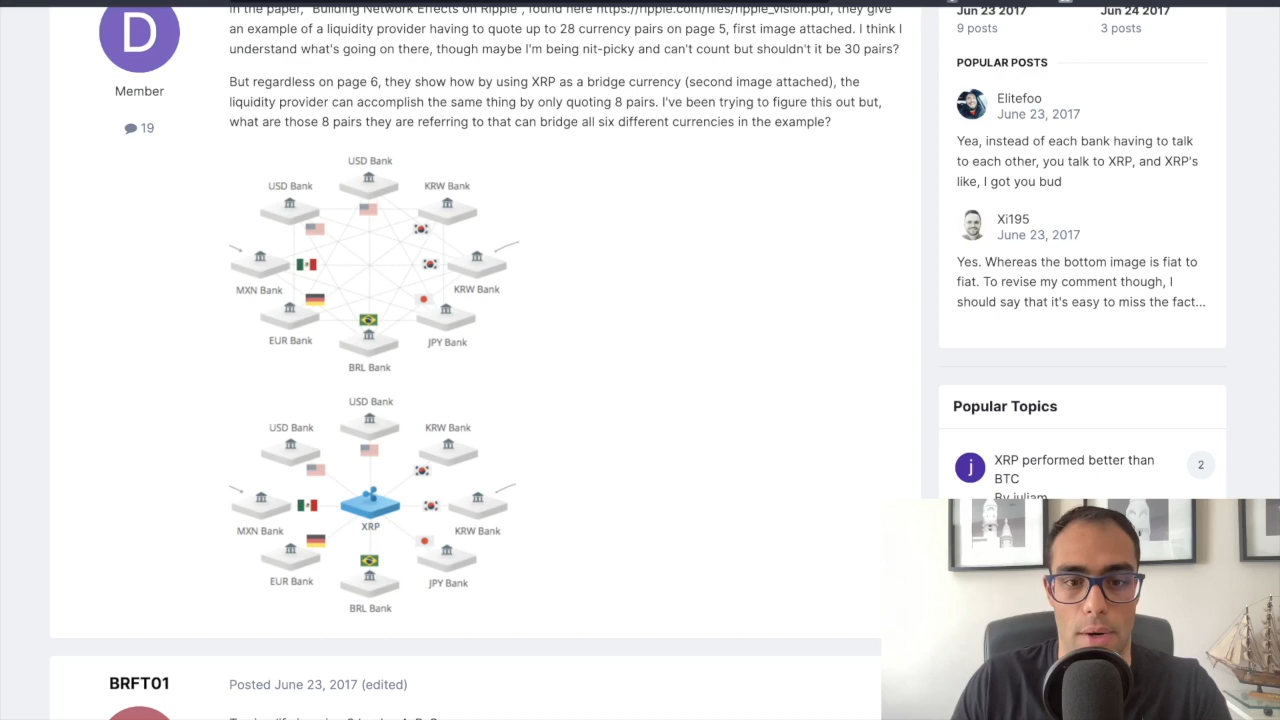 In the paper, "Building Network Effects on Ripple", found here https://ripple.com/files/ripple_vision.pdf, they give
an example of a liquidity provider having to quote up to 28 currency pairs on page 5, first image attached. I think I
understand what's going on there, though maybe I'm being nit-picky and can't count but shouldn't it be 30 pairs?
But regardless on page 6, they show how by using XRP as a bridge currency (second image attached), the
liquidity provider can accomplish the same thing by only quoting 8 pairs. I've been trying to figure this out but,
what are those 8 pairs they are referring to that can bridge all six different currencies in the example?
D
Member
19
USD Bank
USD Bank
KRW Bank
MXN Bank
KRW Bank
EUR Bank
JPY Bank
BRL Bank
USD Bank
USD Bank
KRW Bank
XRP
MXN Bank
KRW Bank
EUR Bank
JPY Bank
BRL Bank
BRFT01
Posted June 23, 2017 (edited)
Jun 23 2017
Jun 24 2017
9 posts
3 posts
POPULAR POSTS
Elitefoo
June 23, 2017
Yea, instead of each bank having to talk
to each other, you talk to XRP, and XRP's
like, I got you bud
Xi195
June 23, 2017
Yes. Whereas the bottom image is fiat to
fiat. To revise my comment though, I
should say that it's easy to miss the fact...
Popular Topics
j
XRP performed better than
BTC
By juliam
2